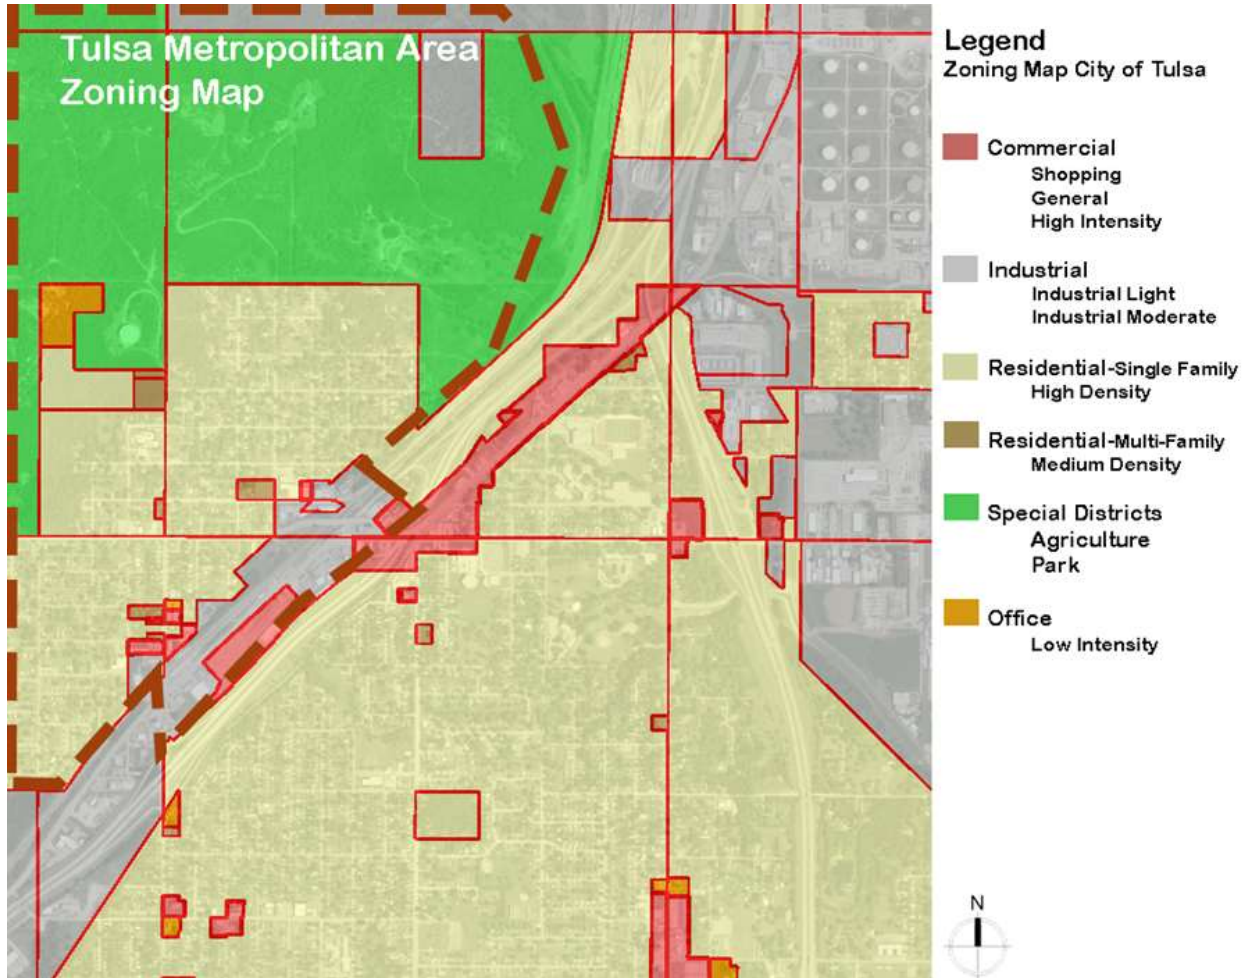 Tulsa Metropolitan Area
Zoning Map
Legend
Zoning Map City of Tulsa
Commercial
Shopping
General
High Intensity
Industrial
Industrial Light
Industrial Moderate
Residential-Single Family
High Density
Residential-Multi-Family
Medium Density
Special Districts
Agriculture
Park
Office
Low Intensity
N